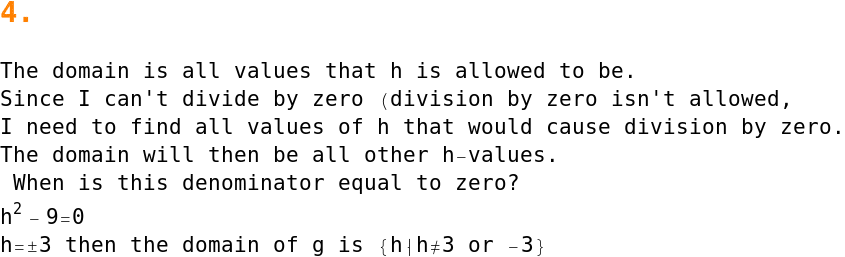 4.
The domain is all values that h is allowed to be.
Since I can't divide by zero (division by zero isn't allowed,
I need to find all values of h that would cause division by zero.
The domain will then be all other h-values.
When is this denominator equal to zero?
h² - 9=0
h=±3 then the domain of g is {h|h≠3 or -3}